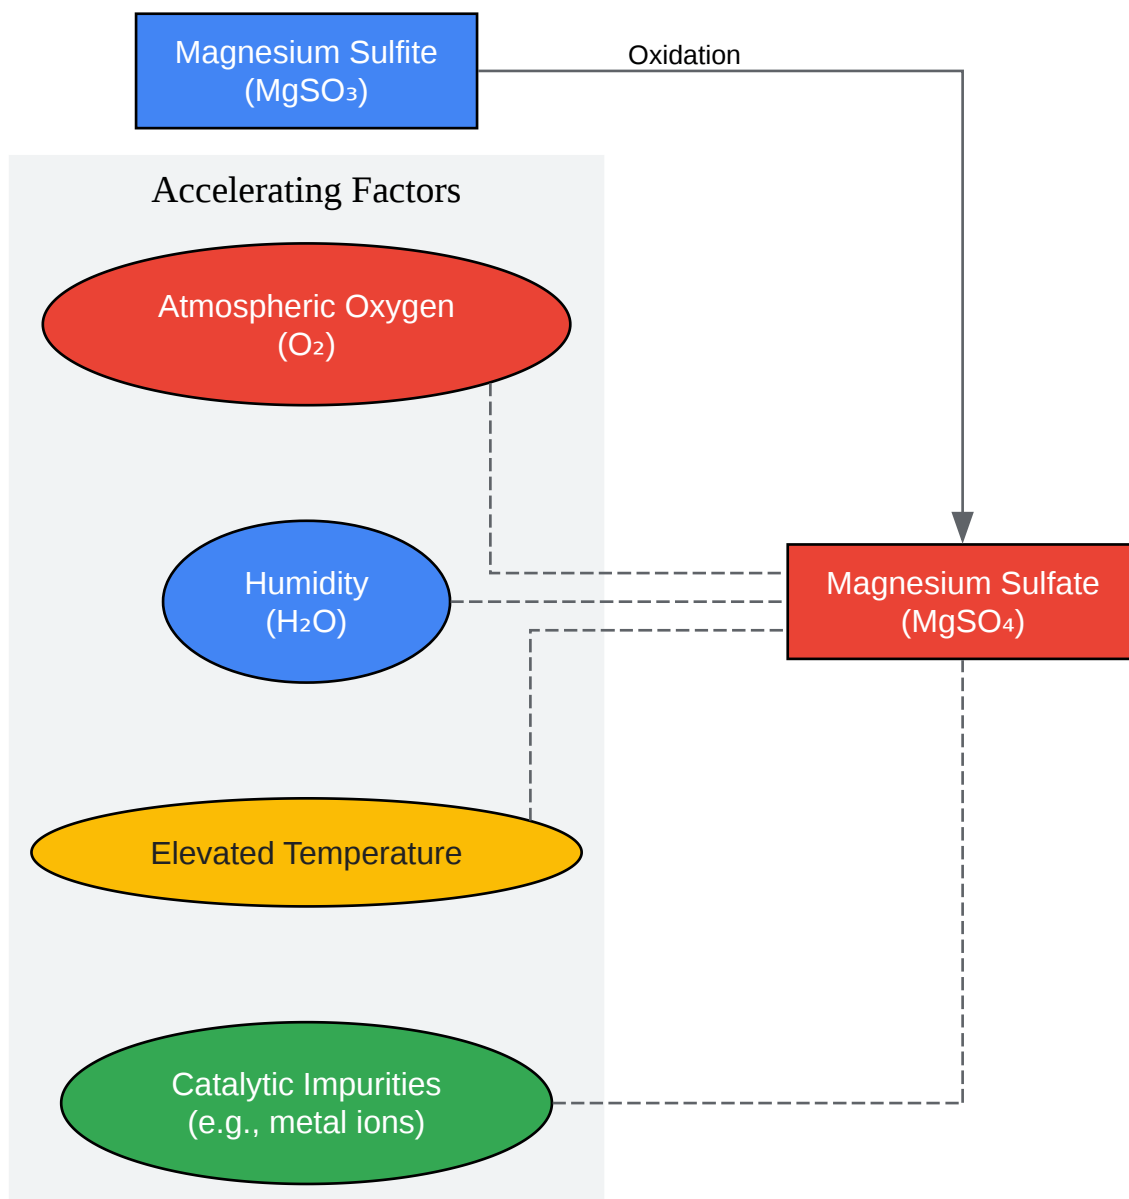 Magnesium Sulfite
(MgSO₃)
Oxidation
Accelerating Factors
Atmospheric Oxygen
(O₂)
Humidity
(H₂O)
Magnesium Sulfate
(MgSO₄)
Elevated Temperature
Catalytic Impurities
(e.g., metal ions)